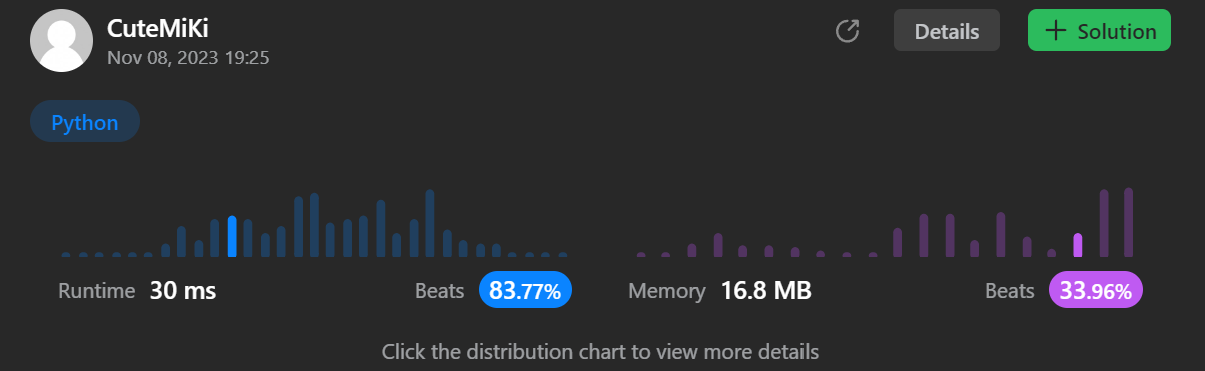 CuteMiKi
Nov 08, 2023 19:25
Details
Solution
Python
Runtime 30 ms Beats 83.77%
Memory 16.8 MB Beats 33.96%
Click the distribution chart to view more details